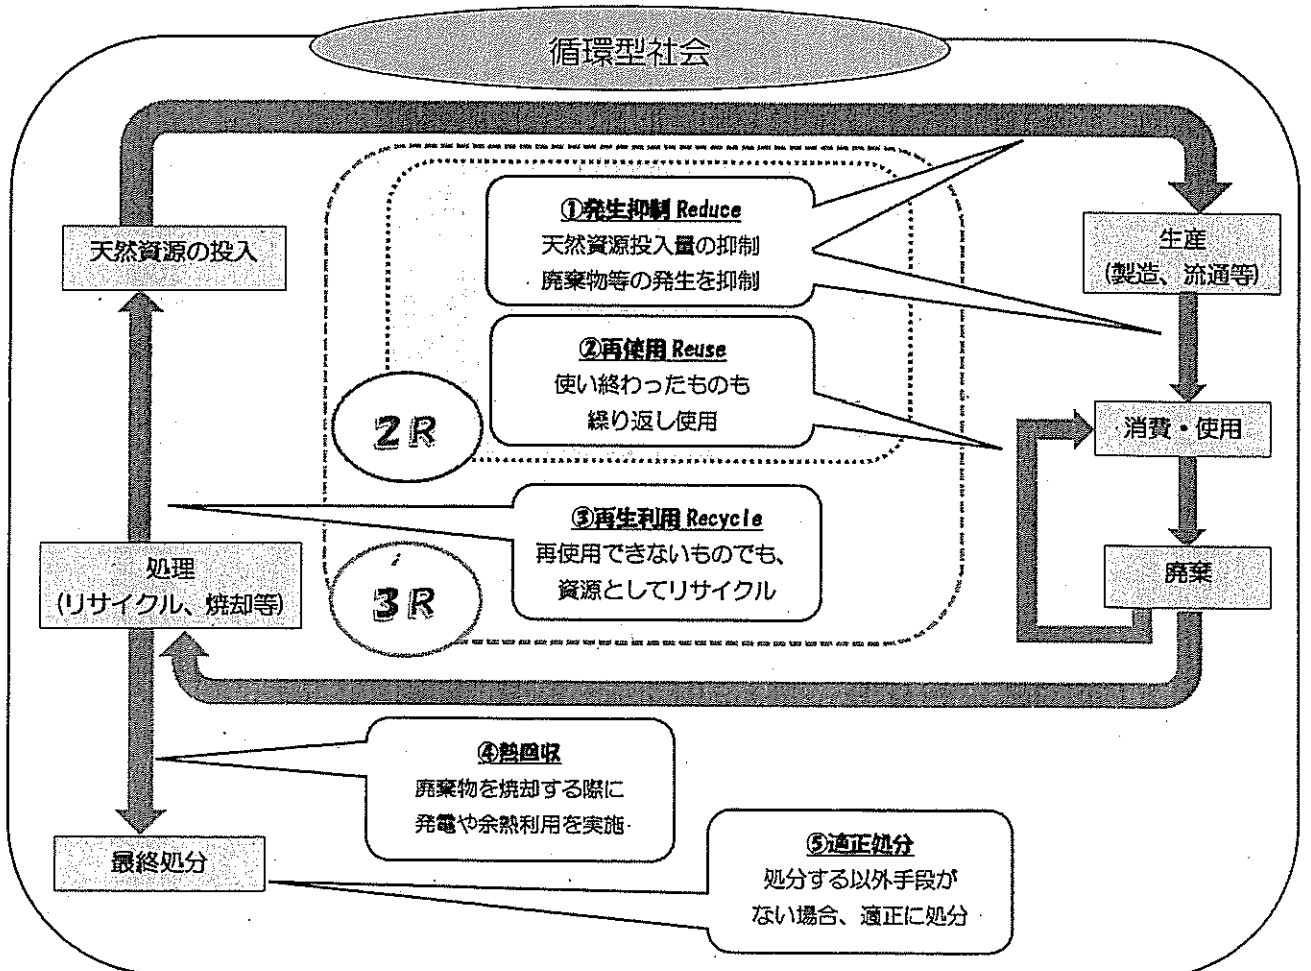 循環型社会
①発生抑制 Reduce
天然資源投入量の抑制
廃棄物等の発生を抑制
天然資源の投入
生産
(製造、流通等)
②再使用 Reuse
使い終わったものも
繰り返し使用
2R
消費・使用
③再生利用 Recycle
再使用できないものでも、
資源としてリサイクル
3R
処理
(リサイクル、焼却等)
廃棄
④熱回収
廃棄物を焼却する際に
発電や余熱利用を実施
最終処分
⑤適正処分
処分する以外手段が
ない場合、適正に処分